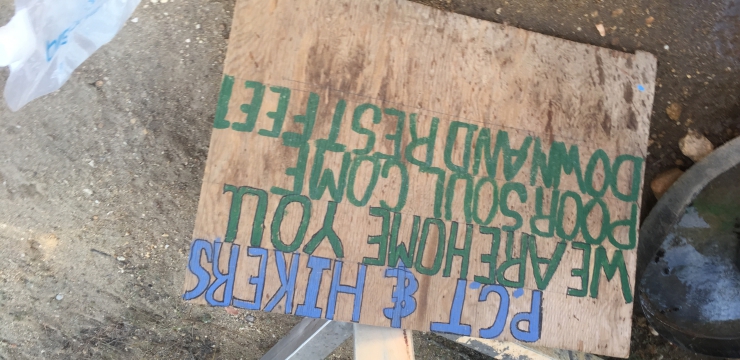 P.C.T. & HIKERS
WE ARE HOME YOU
POOR SOUL COME
DOWN AND REST FEET